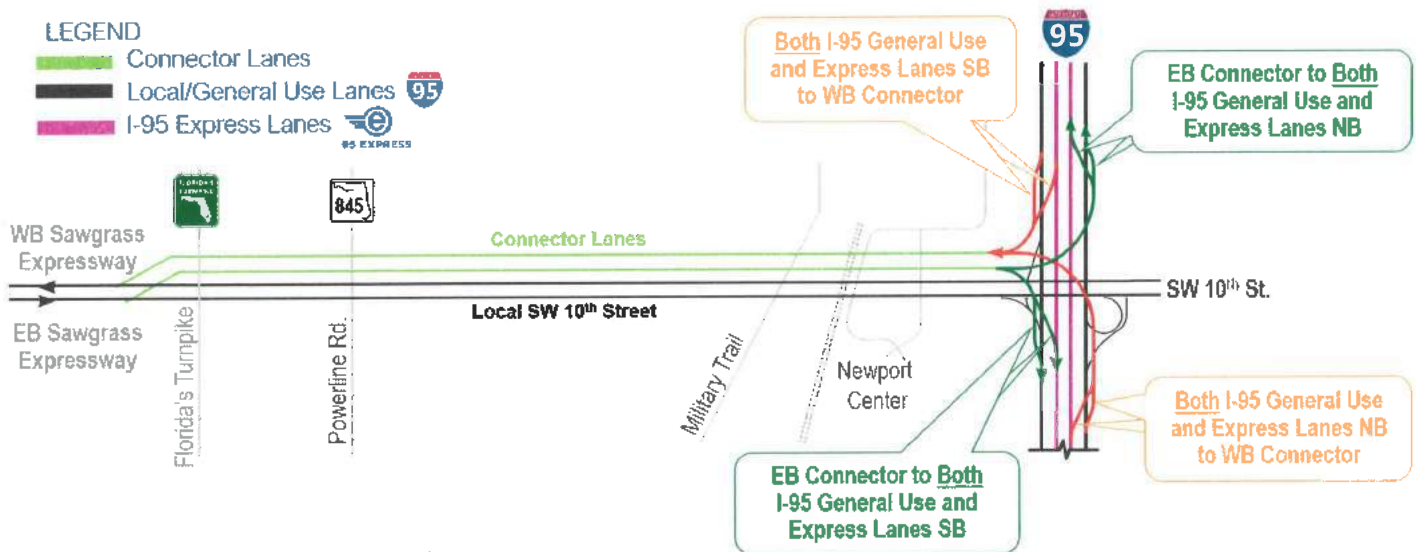 LEGEND
Connector Lanes
Local/General Use Lanes 95
I-95 Express Lanes
95 EXPRESS
95
Both I-95 General Use
and Express Lanes SB
to WB Connector
EB Connector to Both
I-95 General Use and
Express Lanes NB
845
WB Sawgrass
Expressway
Connector Lanes
SW 10th St.
Local SW 10th Street
EB Sawgrass
Expressway
Florida's Turnpike
Powerline Rd.
Military Trail
Newport
Center
Both I-95 General Use
and Express Lanes NB
to WB Connector
EB Connector to Both
I-95 General Use and
Express Lanes SB